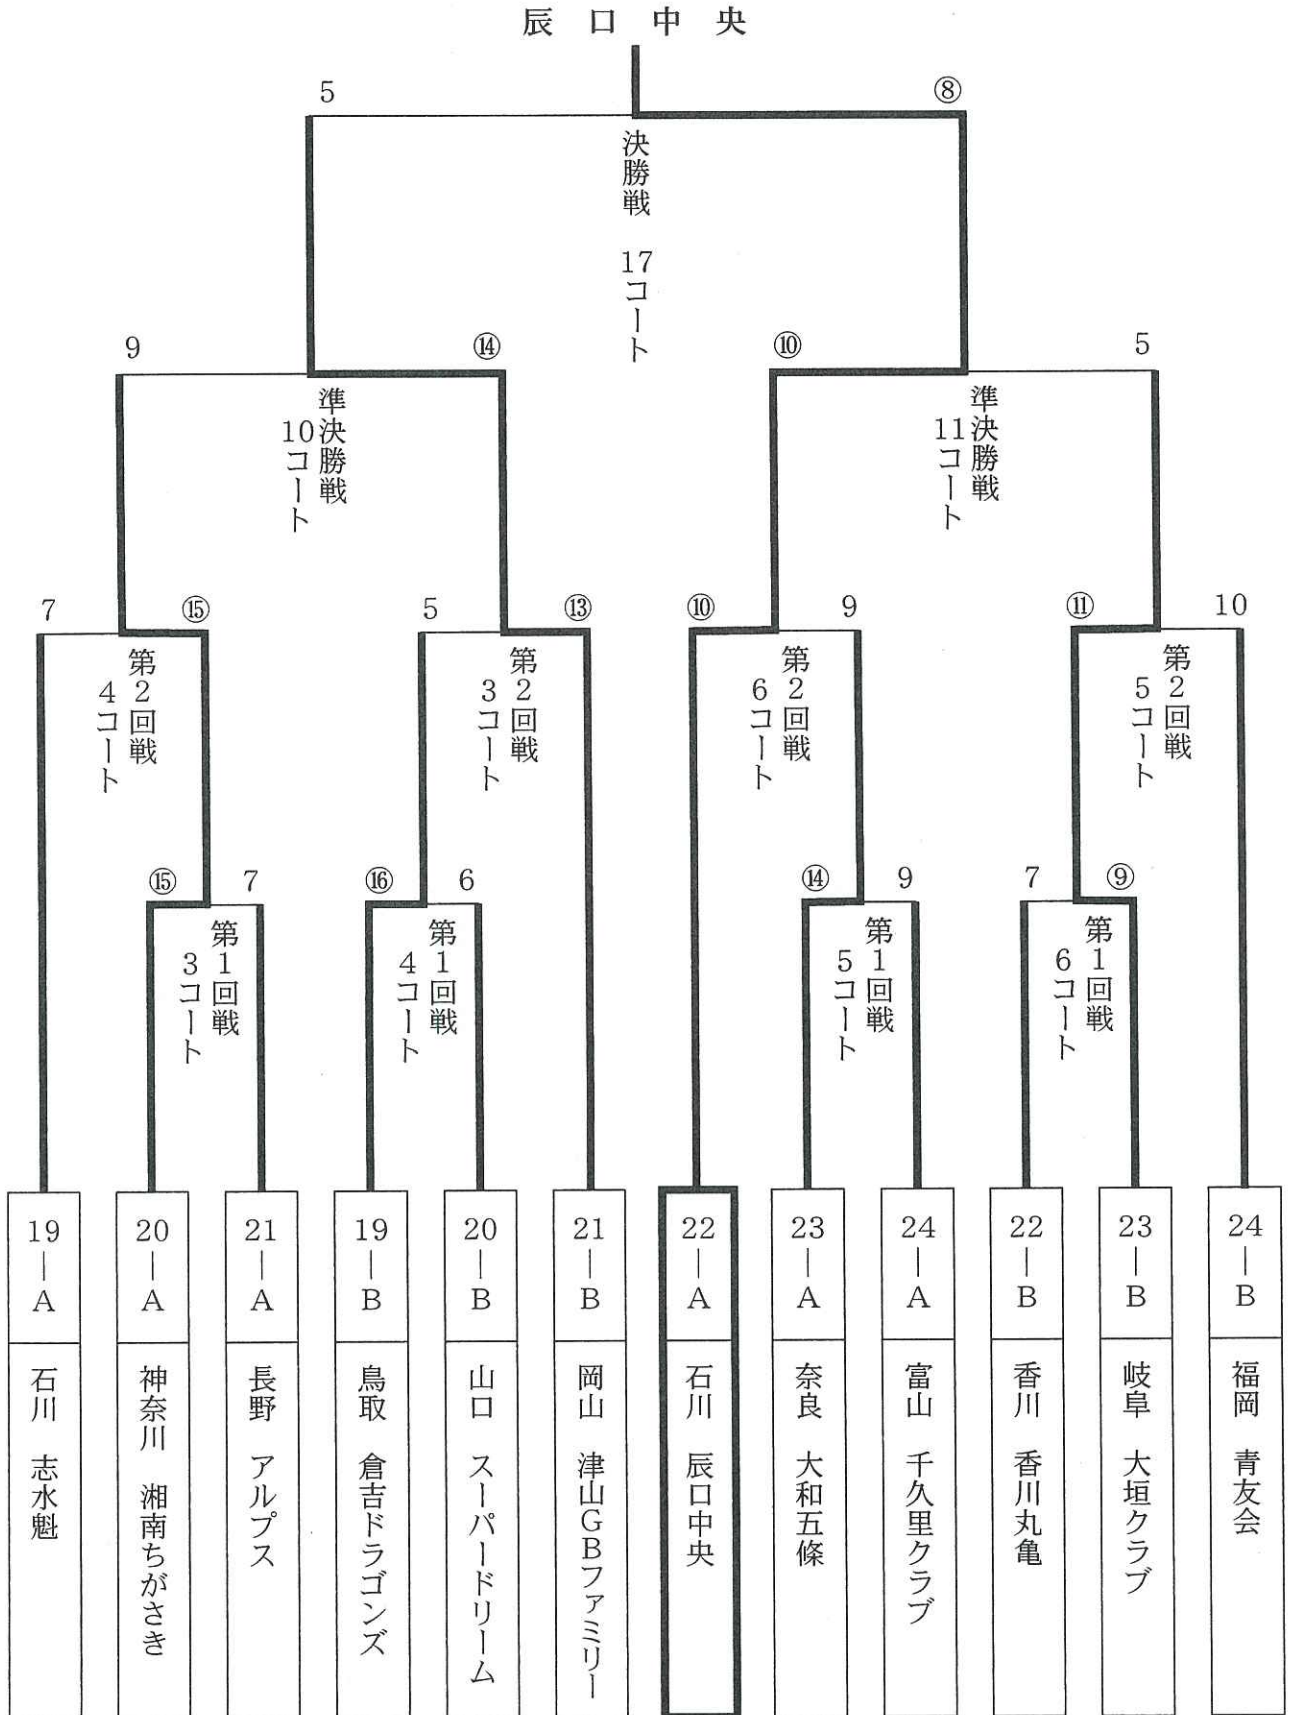 辰口中央
5
⑧
決勝戦 17コート
9
⑭
⑩
5
準決勝戦
10コート
準決勝戦
11コート
7
⑮
5
⑬
⑩
9
⑪
10
第2回戦
4コート
第2回戦
3コート
第2回戦
6コート
第2回戦
5コート
⑮
7
⑯
6
⑭
9
7
⑨
第1回戦
3コート
第1回戦
4コート
第1回戦
5コート
第1回戦
6コート
19—A
石川 志水魁
20—A
神奈川 湘南ちがさき
21—A
長野 アルプス
19—B
鳥取 倉吉ドラゴンズ
20—B
山口 スーパードリーム
21—B
岡山 津山GBファミリー
22—A
石川 辰口中央
23—A
奈良 大和五條
24—A
富山 千久里クラブ
22—B
香川 香川丸亀
23—B
岐阜 大垣クラブ
24—B
福岡 青友会